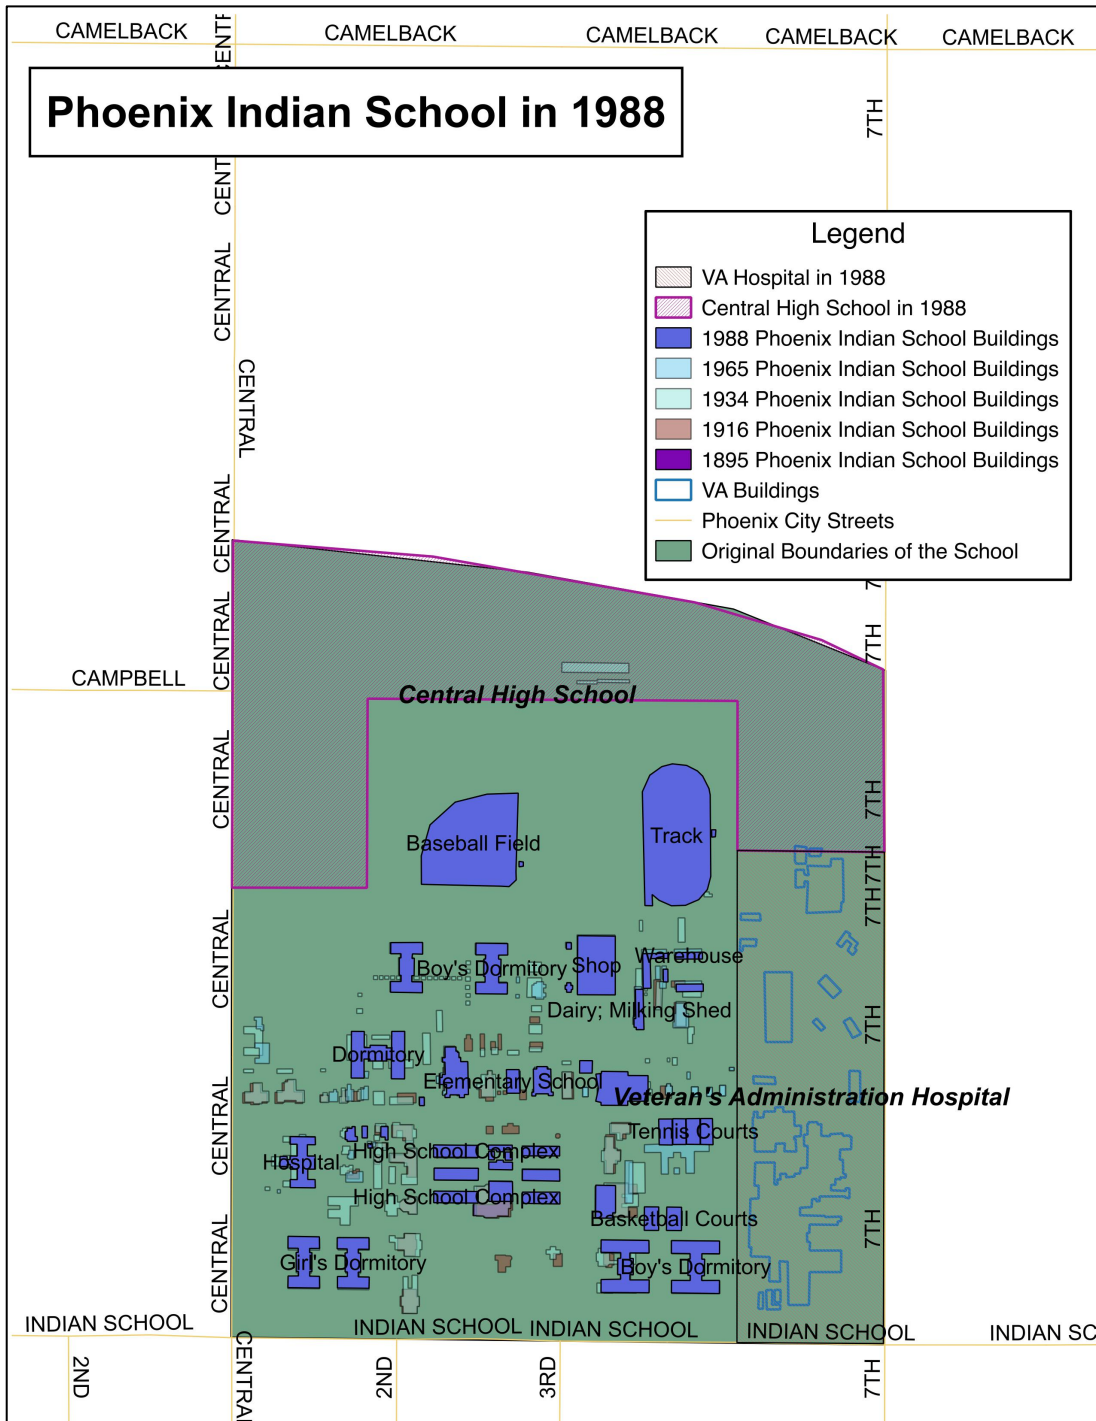 CAMELBACK
CAMELBACK
CAMELBACK
CAMELBACK
CAMELBACK
CENTRAL
Phoenix Indian School in 1988
7TH
CENTRAL
CENTRAL
Legend
VA Hospital in 1988
Central High School in 1988
1988 Phoenix Indian School Buildings
1965 Phoenix Indian School Buildings
1934 Phoenix Indian School Buildings
1916 Phoenix Indian School Buildings
1895 Phoenix Indian School Buildings
VA Buildings
Phoenix City Streets
Original Boundaries of the School
CENTRAL
CENTRAL
CENTRAL
7TH
CAMPBELL
Central High School
CENTRAL
7TH
Baseball Field
Track
7TH
7TH
CENTRAL
Warehouse
Boy's Dormitory
Shop
Dairy; Milking Shed
7TH
Dormitory
Elementary School
Veteran's Administration Hospital
CENTRAL
Tennis Courts
High School Complex
Hospital
High School Complex
Basketball Courts
7TH
CENTRAL
Girl's Dormitory
Boy's Dormitory
INDIAN SCHOOL
INDIAN SCHOOL
INDIAN SCHOOL
INDIAN SCHOOL
INDIAN SC
2ND
CENTRAL
2ND
3RD
7TH